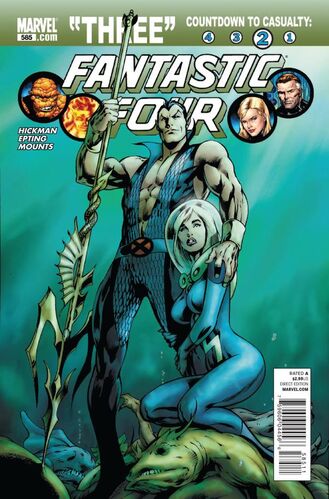 MARVEL
585 .com
"THREE"
COUNTDOWN TO CASUALTY:
4 3 2 1
FANTASTIC
FOUR
HICKMAN
EPTING
MOUNTS
RATED A
$2.99 US
DIRECT EDITION
MARVEL.COM